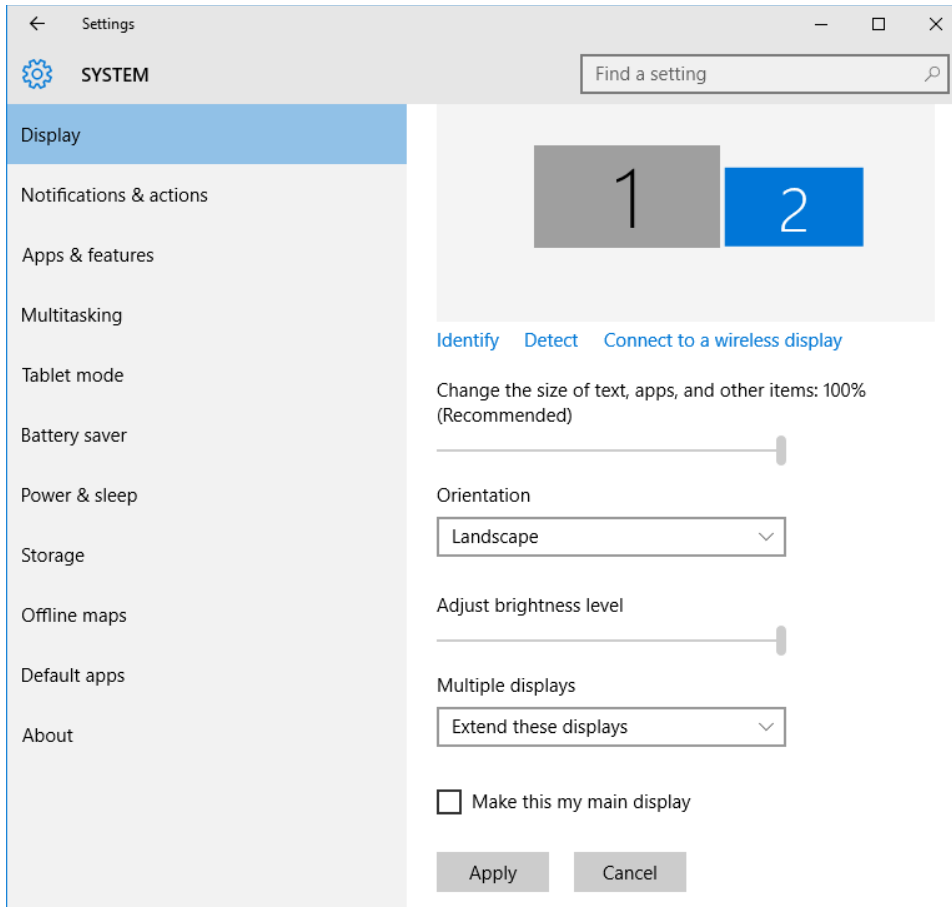 Settings
SYSTEM
Find a setting
Display
Notifications & actions
Apps & features
Multitasking
Tablet mode
Battery saver
Power & sleep
Storage
Offline maps
Default apps
About
1
2
Identify Detect Connect to a wireless display
Change the size of text, apps, and other items: 100%
(Recommended)
Orientation
Landscape
Adjust brightness level
Multiple displays
Extend these displays
Make this my main display
Apply Cancel